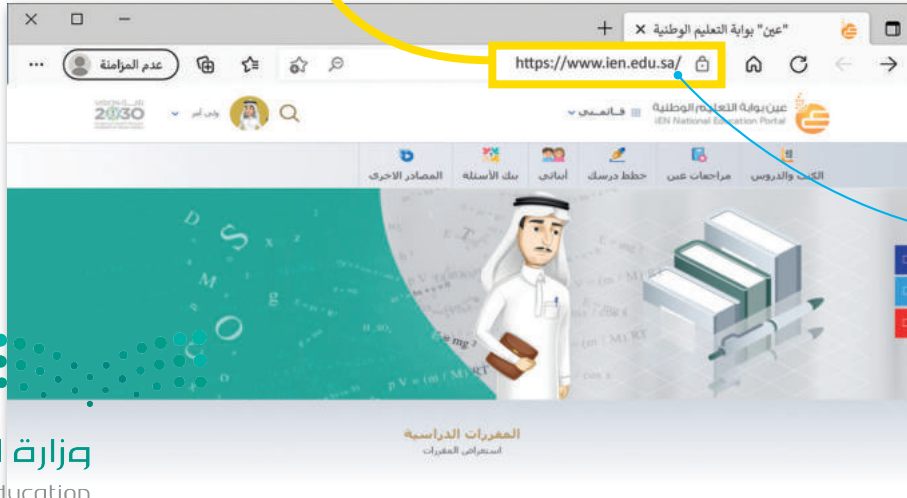 "عين" بوابة التعليم الوطنية
https://www.ien.edu.sa/
عدم المزامنة
عين بوابة التعليم الوطنية
iEN National Education Portal
قائمتي
ولي أمر
VISION
2030
الكتب والدروس
مراجعات عين
خطط درسك
أبنائي
بنك الأسئلة
المصادر الأخرى
المقررات الدراسية
استعراض المقررات
وزارة
ducation